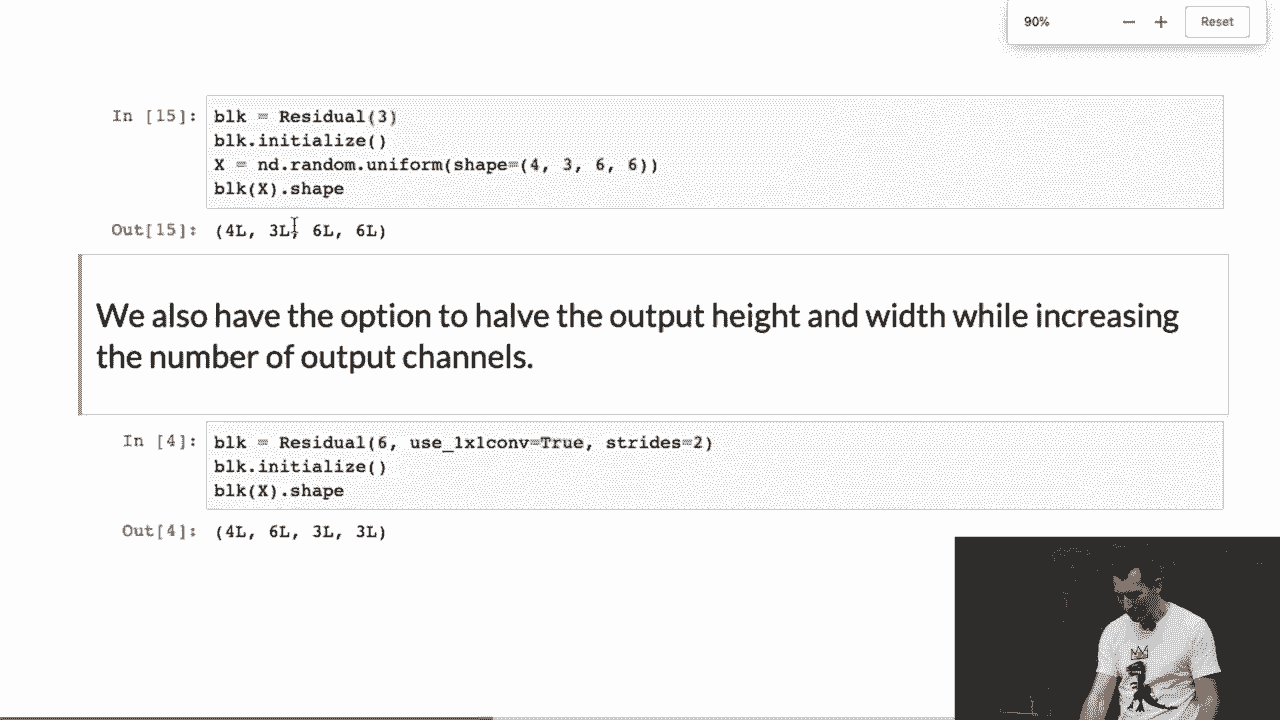 90%
Reset
In [15]:
blk = Residual(3)
blk.initialize()
X = nd.random.uniform(shape=(4, 3, 6, 6))
blk(X).shape
Out[15]: (4L, 3L, 6L, 6L)
We also have the option to halve the output height and width while increasing
the number of output channels.
In [4]:
blk = Residual(6, use_1x1conv=True, strides=2)
blk.initialize()
blk(X).shape
Out[4]: (4L, 6L, 3L, 3L)